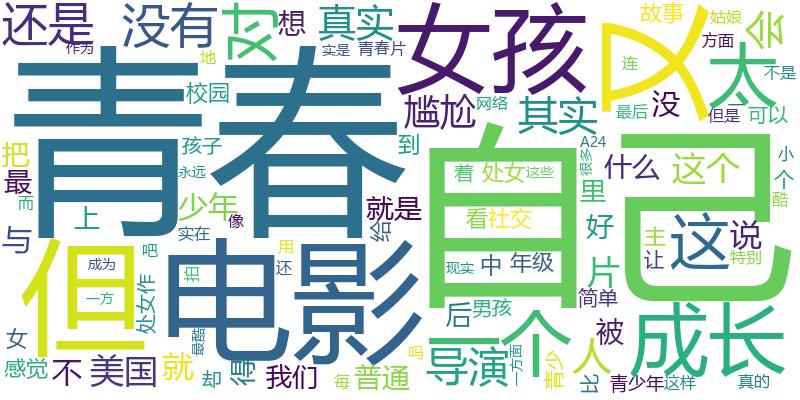 还是
没有
对
想
真实
女孩
又
故事
姑娘
会
作为
地
实是
青春片
方面
连
太
不是
校园
尴尬
网络
其实
没
最后
但是
可以
青春
自己
把
孩子
到
A24
很多
小
最
永远
着
处女
这些
什么
这个
个
酷
而
少年
就是
里
上
像
给
看
社交
好
这
主
说
与
实在
吧
用
中
年级
片
让
特别
但
成为
拍
还
电影
现实
一方
处女作
后
男孩
简单
女
最酷
一个
被
成长
感觉
不
美国
就
却
得
我们
每
普通
吗
导演
一方面
青少
人
比
青少年
这样
真的